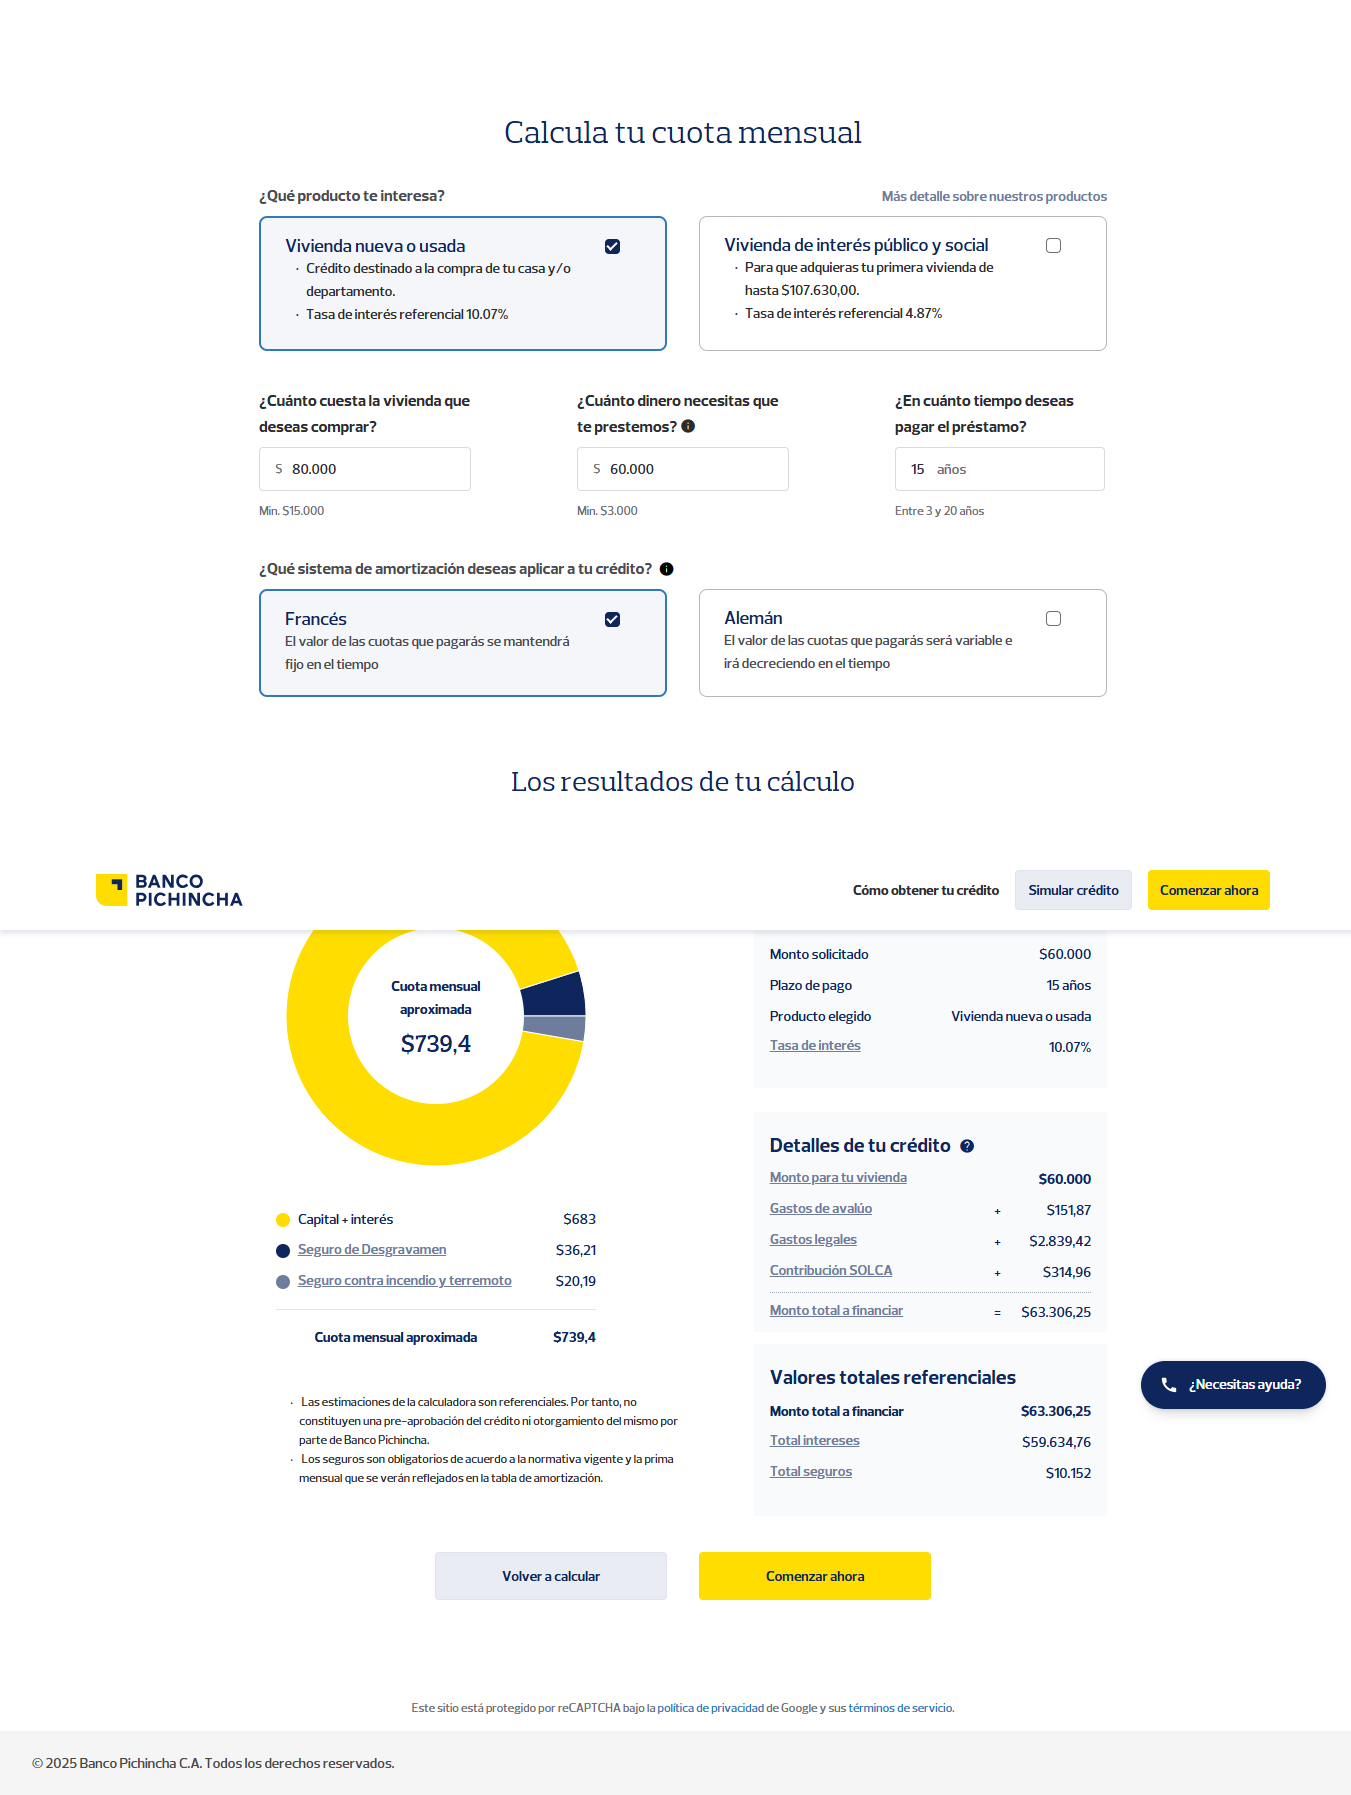 Calcula tu cuota mensual
¿Qué producto te interesa?
Más detalle sobre nuestros productos
Vivienda nueva o usada
· Crédito destinado a la compra de tu casa y/o
departamento.
· Tasa de interés referencial 10.07%
Vivienda de interés público y social
· Para que adquieras tu primera vivienda de
hasta $107.630,00.
· Tasa de interés referencial 4.87%
¿Cuánto cuesta la vivienda que
deseas comprar?
$ 80.000
Min. $15.000
¿Cuánto dinero necesitas que
te prestemos?
$ 60.000
Min. $3.000
¿En cuánto tiempo deseas
pagar el préstamo?
15 años
Entre 3 y 20 años
¿Qué sistema de amortización deseas aplicar a tu crédito?
Francés
El valor de las cuotas que pagarás se mantendrá
fijo en el tiempo
Alemán
El valor de las cuotas que pagarás será variable e
irá decreciendo en el tiempo
Los resultados de tu cálculo
BANCO
PICHINCHA
Cómo obtener tu crédito
Simular crédito
Comenzar ahora
Cuota mensual
aproximada
$739,4
Capital + interés $683
Seguro de Desgravamen $36,21
Seguro contra incendio y terremoto $20,19
Cuota mensual aproximada $739,4
· Las estimaciones de la calculadora son referenciales. Por tanto, no
constituyen una pre-aprobación del crédito ni otorgamiento del mismo por
parte de Banco Pichincha.
· Los seguros son obligatorios de acuerdo a la normativa vigente y la prima
mensual que se verán reflejados en la tabla de amortización.
Monto solicitado $60.000
Plazo de pago 15 años
Producto elegido Vivienda nueva o usada
Tasa de interés 10.07%
Detalles de tu crédito ?
Monto para tu vivienda $60.000
Gastos de avalúo + $151,87
Gastos legales + $2.839,42
Contribución SOLCA + $314,96
Monto total a financiar = $63.306,25
Valores totales referenciales
Monto total a financiar $63.306,25
Total intereses $59.634,76
Total seguros $10.152
¿Necesitas ayuda?
Volver a calcular
Comenzar ahora
Este sitio está protegido por reCAPTCHA bajo la política de privacidad de Google y sus términos de servicio.
© 2025 Banco Pichincha C.A. Todos los derechos reservados.